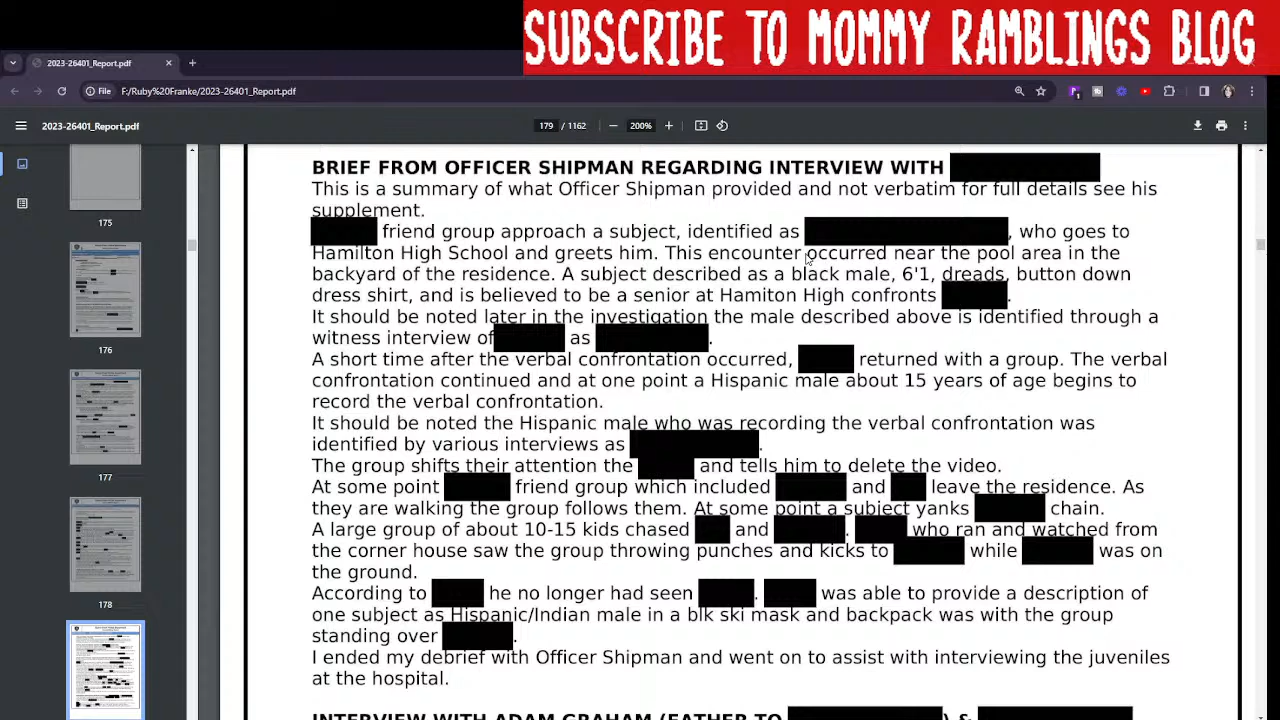 SUBSCRIBE TO MOMMY RAMBLINGS BLOG
2023-26401_Report.pdf
File F:/Ruby%20Franke/2023-26401_Report.pdf
2023-26401_Report.pdf 179 / 1162 200%
175
176
177
178
BRIEF FROM OFFICER SHIPMAN REGARDING INTERVIEW WITH
This is a summary of what Officer Shipman provided and not verbatim for full details see his
supplement.
friend group approach a subject, identified as , who goes to
Hamilton High School and greets him. This encounter occurred near the pool area in the
backyard of the residence. A subject described as a black male, 6'1, dreads, button down
dress shirt, and is believed to be a senior at Hamiton High confronts .
It should be noted later in the investigation the male described above is identified through a
witness interview of as .
A short time after the verbal confrontation occurred, returned with a group. The verbal
confrontation continued and at one point a Hispanic male about 15 years of age begins to
record the verbal confrontation.
It should be noted the Hispanic male who was recording the verbal confrontation was
identified by various interviews as .
The group shifts their attention the and tells him to delete the video.
At some point friend group which included and leave the residence. As
they are walking the group follows them. At some point a subject yanks chain.
A large group of about 10-15 kids chased and . who ran and watched from
the corner house saw the group throwing punches and kicks to while was on
the ground.
According to he no longer had seen . was able to provide a description of
one subject as Hispanic/Indian male in a blk ski mask and backpack was with the group
standing over
I ended my debrief with Officer Shipman and went on to assist with interviewing the juveniles
at the hospital.
INTERVIEW WITH ADAM GRAHAM (FATHER TO ) &